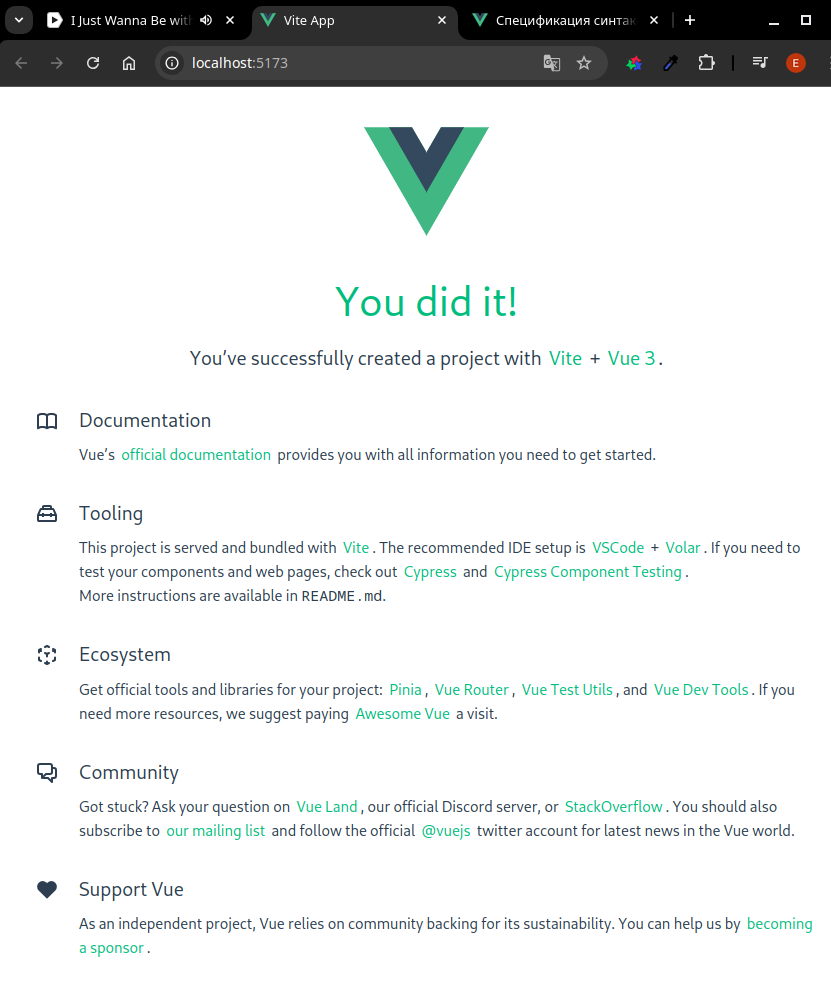 I Just Wanna Be with
Vite App
Спецификация синтак
localhost:5173
E
You did it!
You’ve successfully created a project with Vite + Vue 3.
Documentation
Vue’s official documentation provides you with all information you need to get started.
Tooling
This project is served and bundled with Vite. The recommended IDE setup is VSCode + Volar. If you need to
test your components and web pages, check out Cypress and Cypress Component Testing.
More instructions are available in README.md.
Ecosystem
Get official tools and libraries for your project: Pinia, Vue Router, Vue Test Utils, and Vue Dev Tools. If you
need more resources, we suggest paying Awesome Vue a visit.
Community
Got stuck? Ask your question on Vue Land, our official Discord server, or StackOverflow. You should also
subscribe to our mailing list and follow the official @vuejs twitter account for latest news in the Vue world.
Support Vue
As an independent project, Vue relies on community backing for its sustainability. You can help us by becoming
a sponsor.